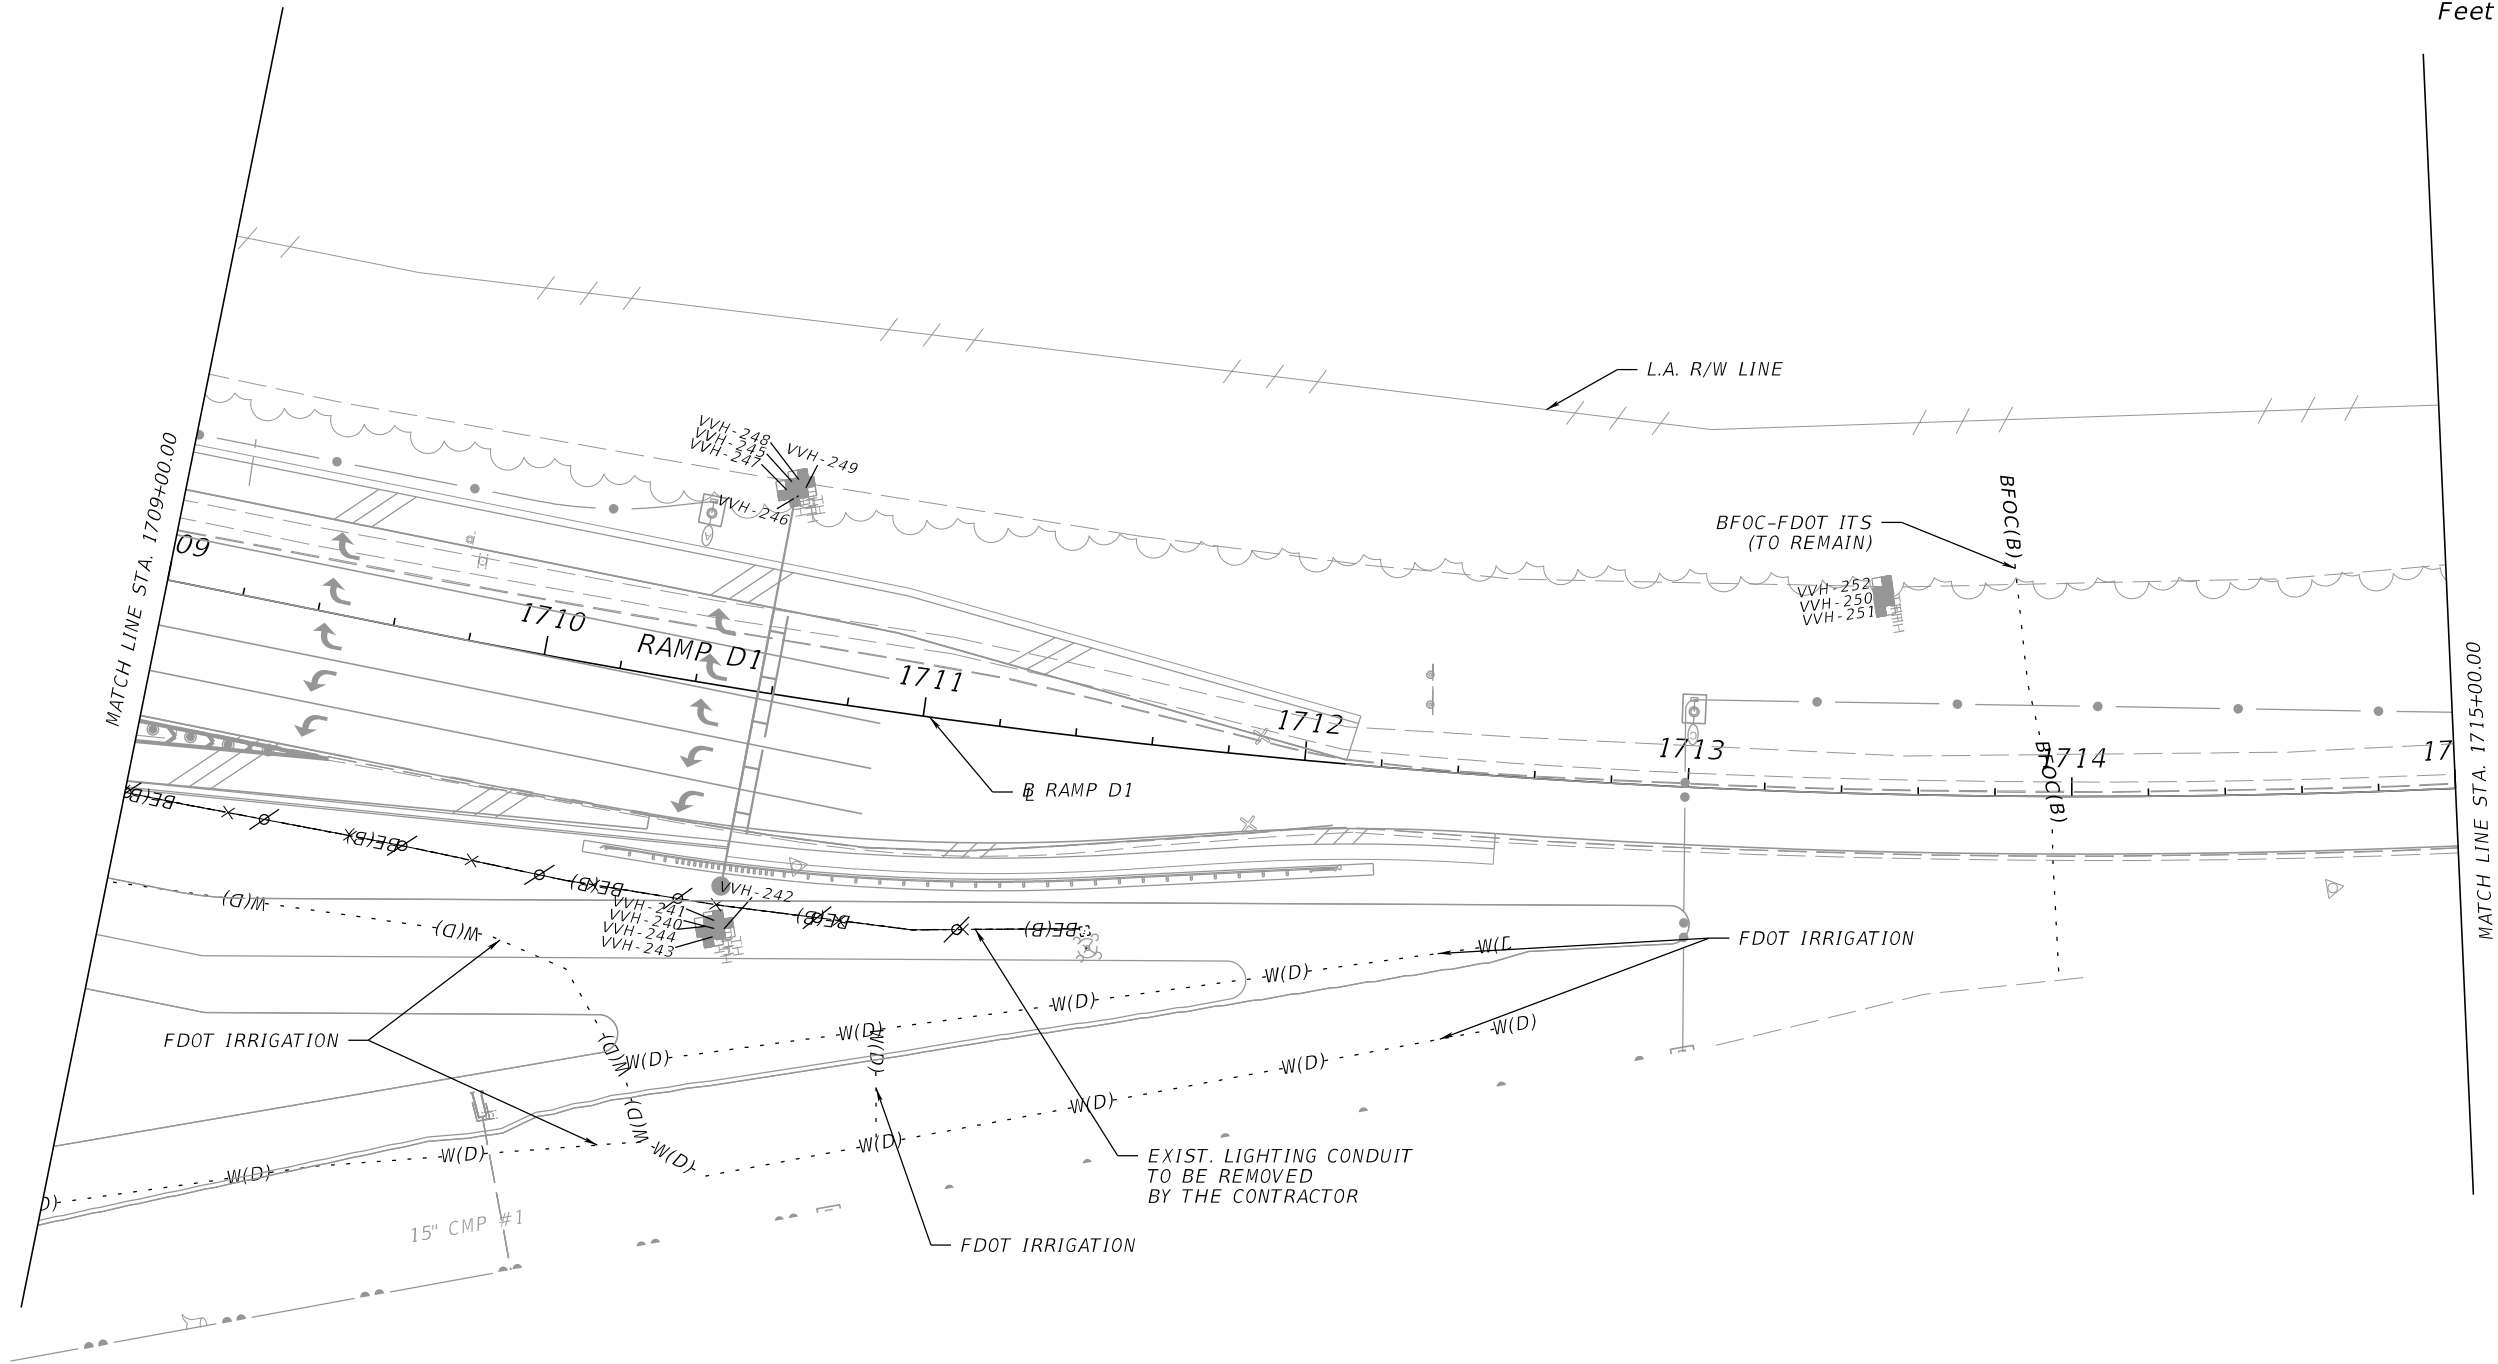 Feet
L.A. R/W LINE
MATCH LINE STA. 1709+00.00
VVH-248
VVH-245
VVH-247
VVH-249
VVH-246
BFOC-FDOT ITS
(TO REMAIN)
BFOC(B)
VVH-252
VVH-250
VVH-251
09
1710
RAMP D1
1711
1712
1713
1714
17
BFOC(B)
MATCH LINE STA. 1715+00.00
B RAMP D1
L
BE(B)
BE(B)
BE(B)
BE(B)
BE(B)
VVH-242
VVH-241
VVH-240
VVH-244
VVH-243
W(D)
W(D)
FDOT IRRIGATION
W(D)
W(D)
W(D)
W(D)
W(D)
FDOT IRRIGATION
W(D)
W(D)
W(D)
W(D)
W(D)
W(D)
W(D)
W(D)
W(D)
W(D)
D)
EXIST. LIGHTING CONDUIT
TO BE REMOVED
BY THE CONTRACTOR
15" CMP #1
FDOT IRRIGATION